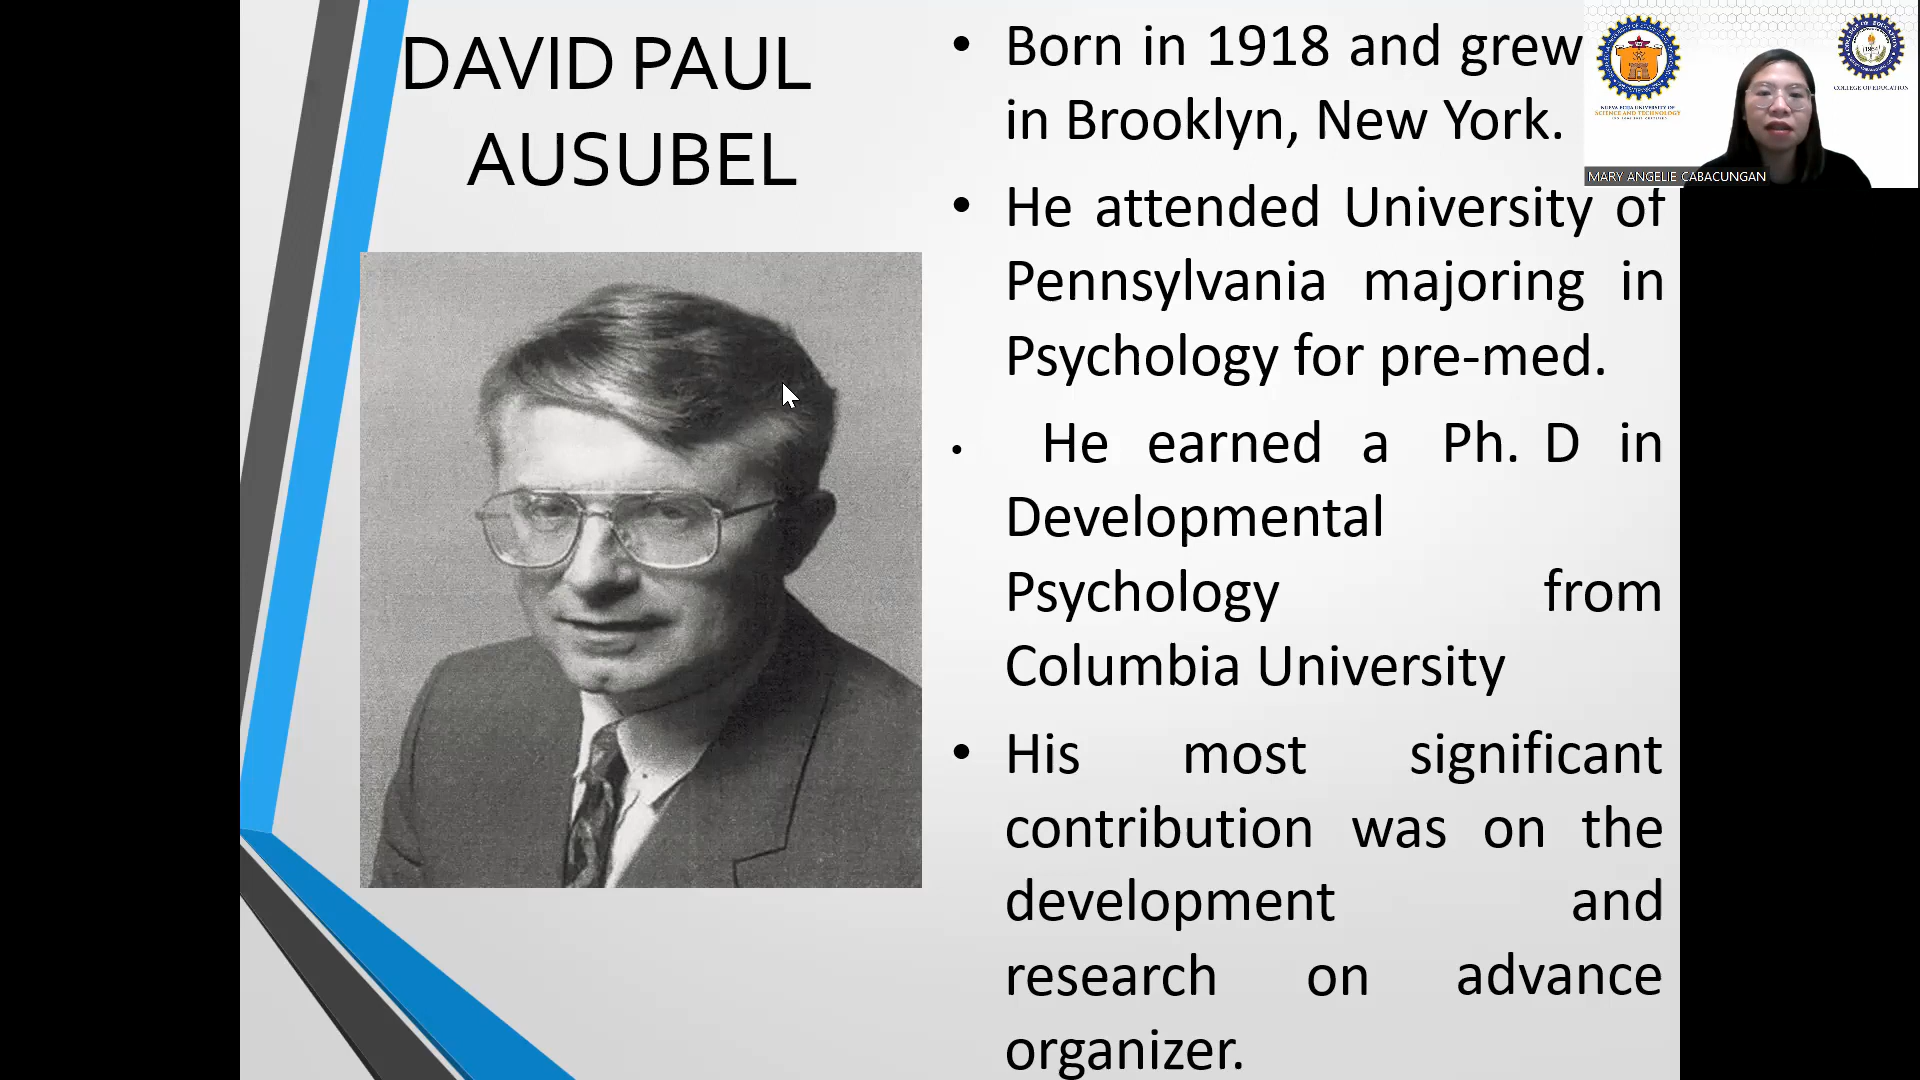 DAVID PAUL
AUSUBEL
• Born in 1918 and grew
in Brooklyn, New York.
• He attended University of
Pennsylvania majoring in
Psychology for pre-med.
• He earned a Ph. D in
Developmental
Psychology from
Columbia University
• His most significant
contribution was on the
development and
research on advance
organizer.
NUEVA ECIJA UNIVERSITY OF
SCIENCE AND TECHNOLOGY
COLLEGE OF EDUCATION
MARY ANGELIE CABACUNGAN